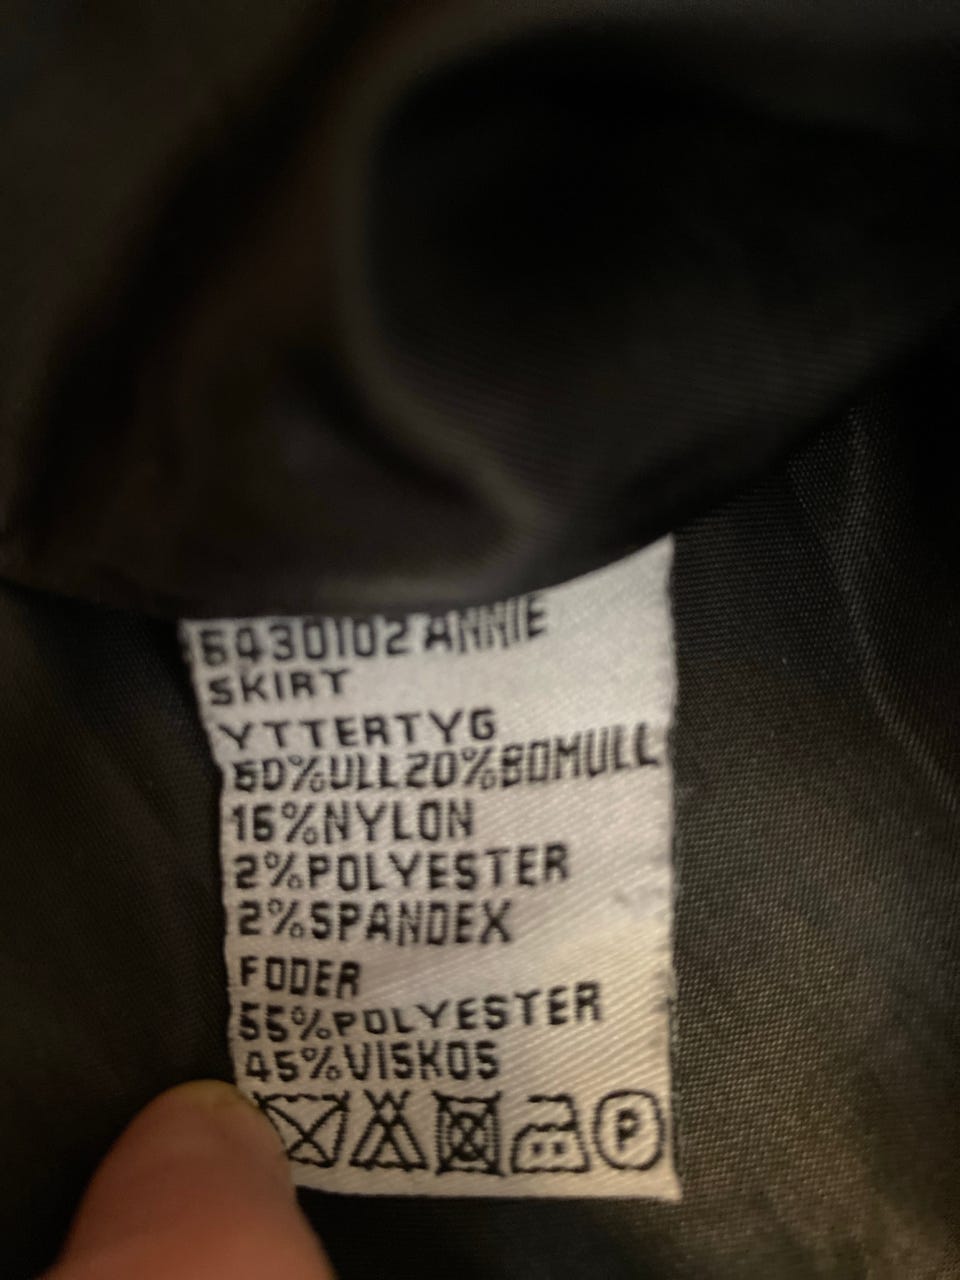 6430102 ANNIE
SKIRT
YTTERTYG
60%ULL20%BOMULL
16%NYLON
2%POLYESTER
2%SPANDEX
FODER
55%POLYESTER
45%VISKOS
P